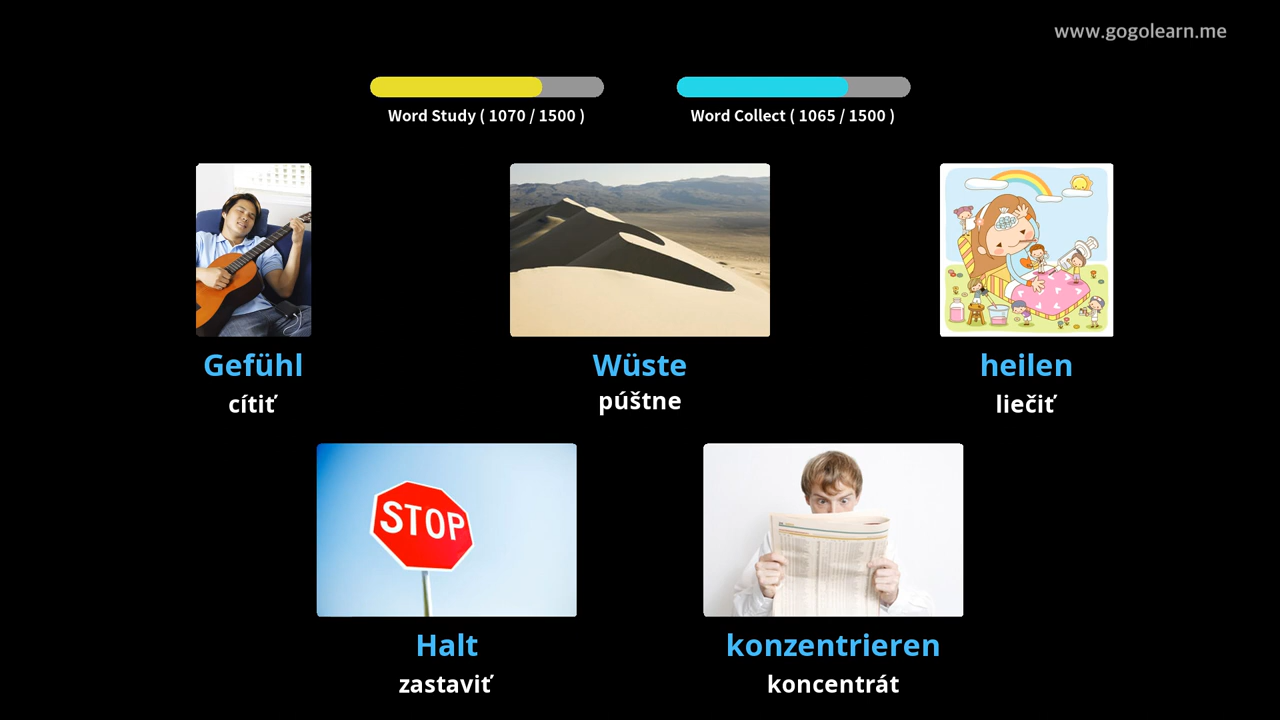 www.gogolearn.me
Word Study ( 1070 / 1500 )
Word Collect ( 1065 / 1500 )
Gefühl
cítiť
Wüste
púštne
heilen
liečiť
STOP
Halt
zastaviť
konzentrieren
koncentrát